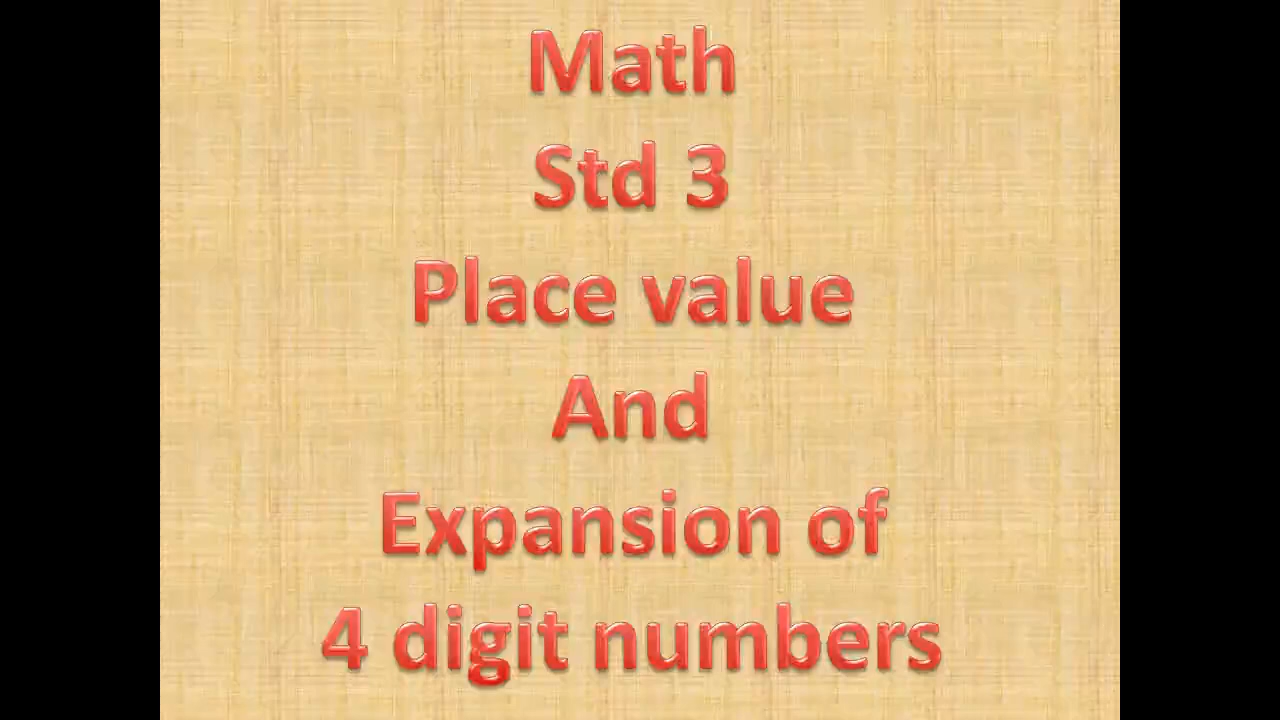 Math
Std 3
Place value
And
Expansion of
4 digit numbers